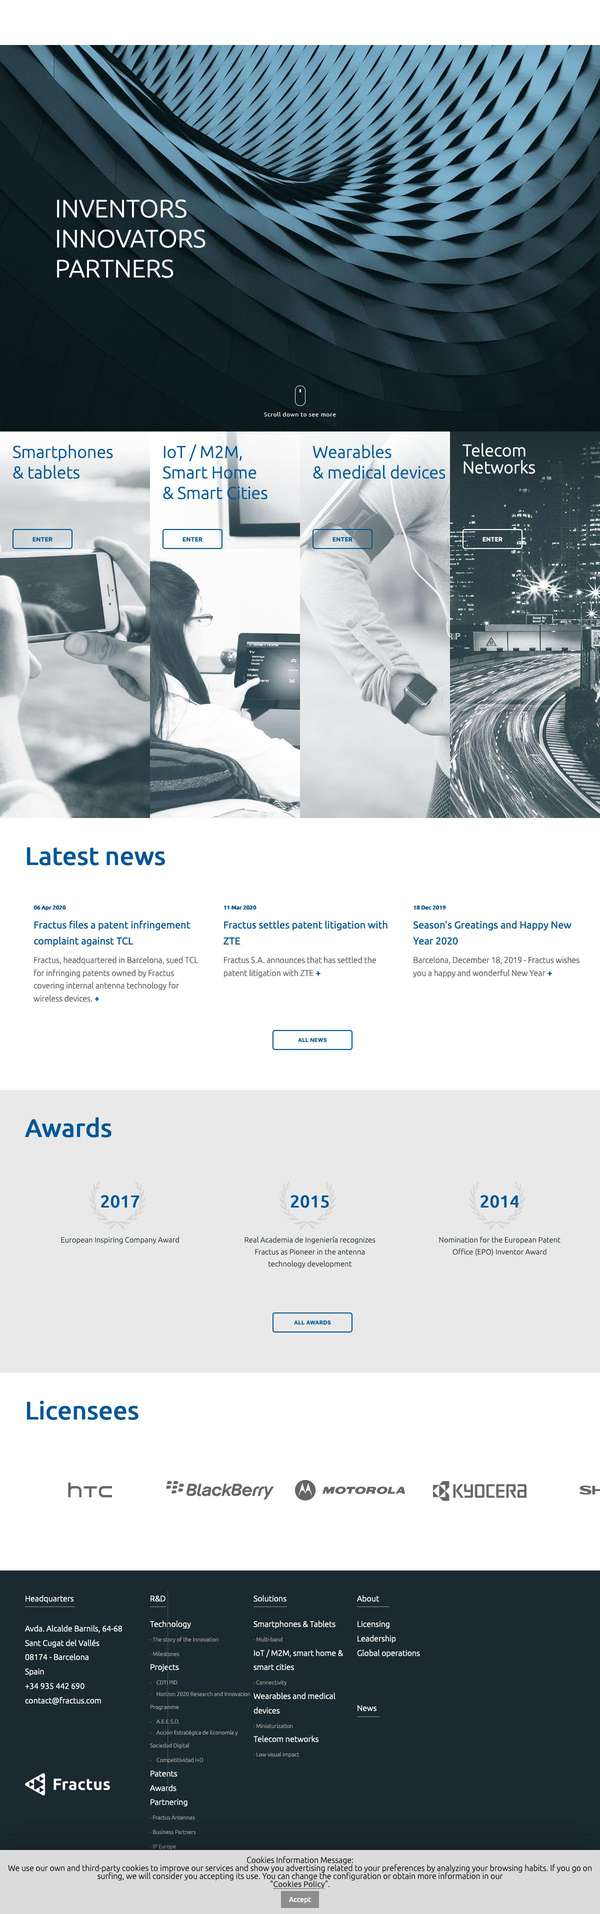 INVENTORS
INNOVATORS
PARTNERS
Scroll down to see more
Smartphones
& tablets
ENTER
IoT / M2M,
Smart Home
& Smart Cities
ENTER
Wearables
& medical devices
ENTER
Telecom
Networks
ENTER
Latest news
06 Apr 2020
Fractus files a patent infringement
complaint against TCL
Fractus, headquartered in Barcelona, sued TCL
for infringing patents owned by Fractus
covering internal antenna technology for
wireless devices. +
11 Mar 2020
Fractus settles patent litigation with
ZTE
Fractus S.A. announces that has settled the
patent litigation with ZTE +
18 Dec 2019
Season's Greetings and Happy New
Year 2020
Barcelona, December 18, 2019 - Fractus wishes
you a happy and wonderful New Year +
ALL NEWS
Awards
2017
European Inspiring Company Award
2015
Real Academia de Ingeniería recognizes
Fractus as Pioneer in the antenna
technology development
2014
Nomination for the European Patent
Office (EPO) Inventor Award
ALL AWARDS
Licensees
hTC
BlackBerry
MOTOROLA
KYOCERA
SH
Headquarters
Avda. Alcalde Barnils, 64-68
Sant Cugat del Vallés
08174 - Barcelona
Spain
+34 935 442 690
contact@fractus.com
Fractus
R&D
Technology
- The story of the Innovation
- Milestones
Projects
- CDTI PID
- Horizon 2020 Research and Innovation
Programme
- A.E.E.S.D.
- Acción Estratégica de Economía y
Sociedad Digital
- Competitividad I+D
Patents
Awards
Partnering
- Fractus Antennas
- Business Partners
- IP Europe
Solutions
Smartphones & Tablets
- Multi-band
IoT / M2M, smart home &
smart cities
- Connectivity
Wearables and medical
devices
- Miniaturization
Telecom networks
- Low visual impact
About
Licensing
Leadership
Global operations
News
Cookies Information Message:
We use our own and third-party cookies to improve our services and show you advertising related to your preferences by analyzing your browsing habits. If you go on
surfing, we will consider you accepting its use. You can change the configuration or obtain more information in our
"Cookies Policy".
Accept